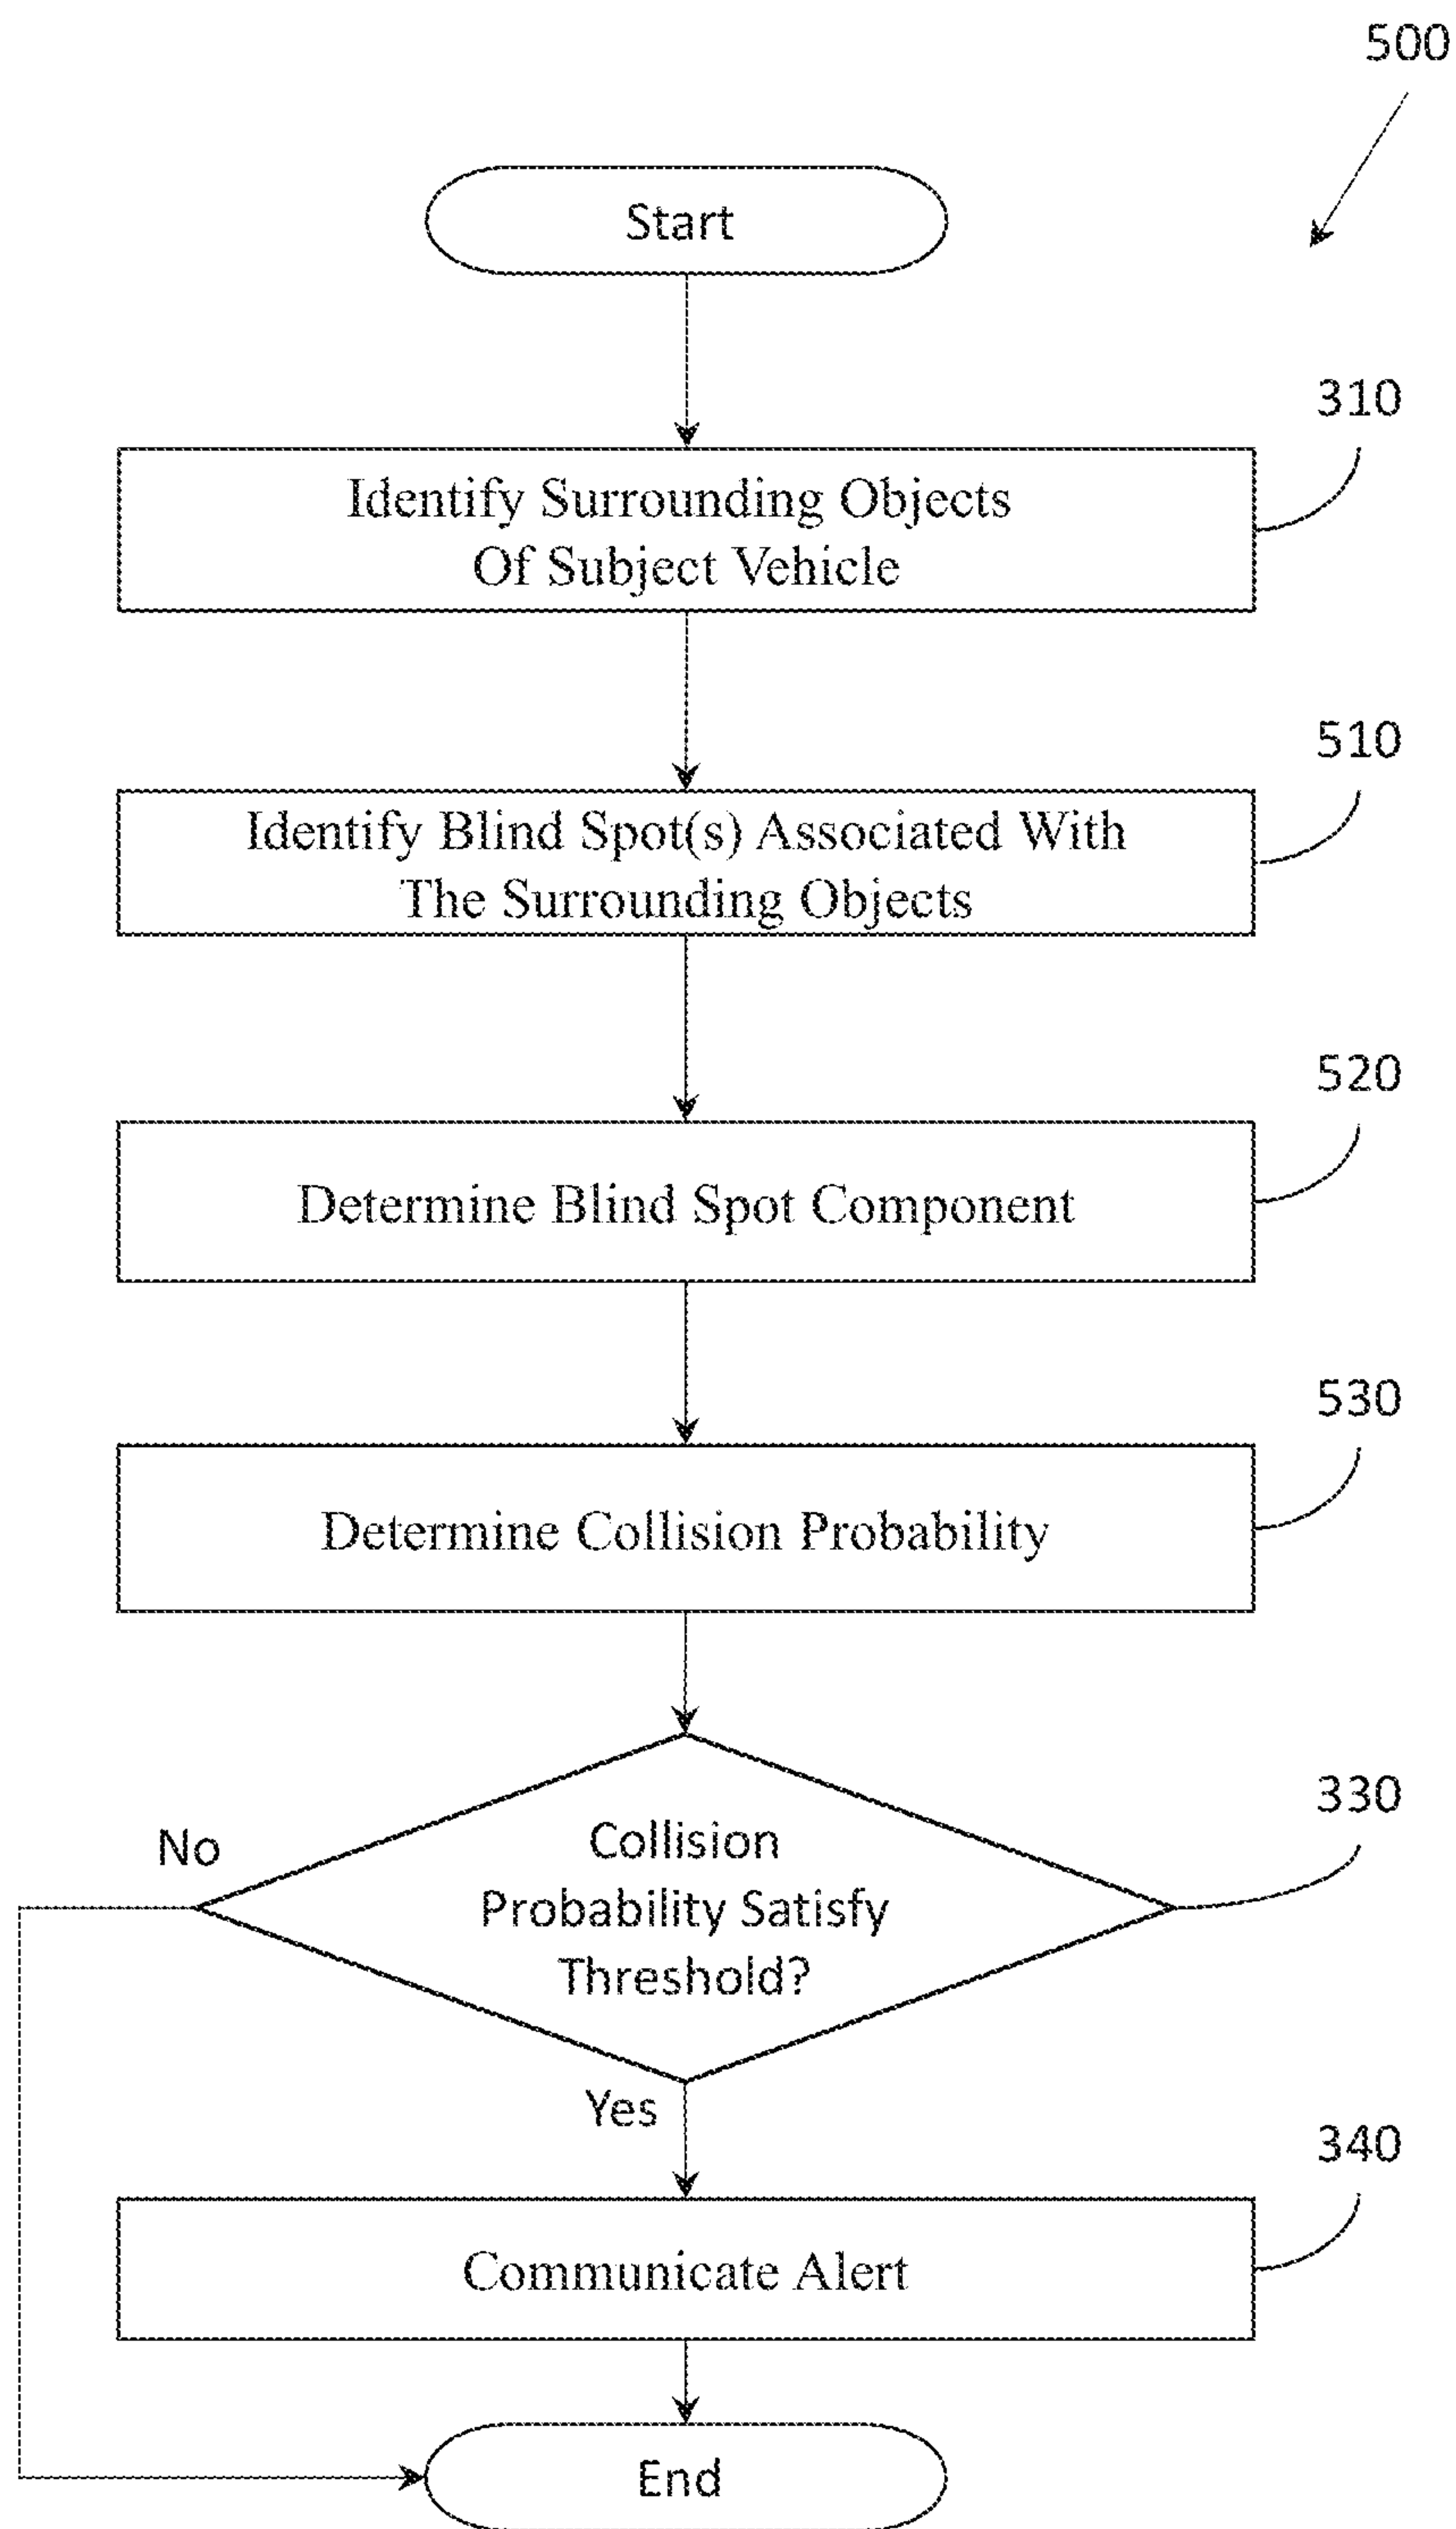 500
Start
310
Identify Surrounding Objects
Of Subject Vehicle
510
Identify Blind Spot(s) Associated With
The Surrounding Objects
520
Determine Blind Spot Component
530
Determine Collision Probability
330
No
Collision
Probability Satisfy
Threshold?
Yes
340
Communicate Alert
End